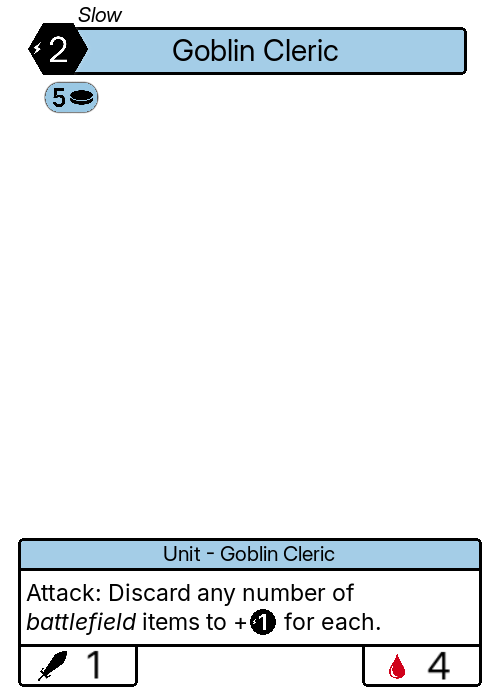 Slow
2
Goblin Cleric
5
Unit - Goblin Cleric
Attack: Discard any number of
battlefield items to +1 for each.
1
4